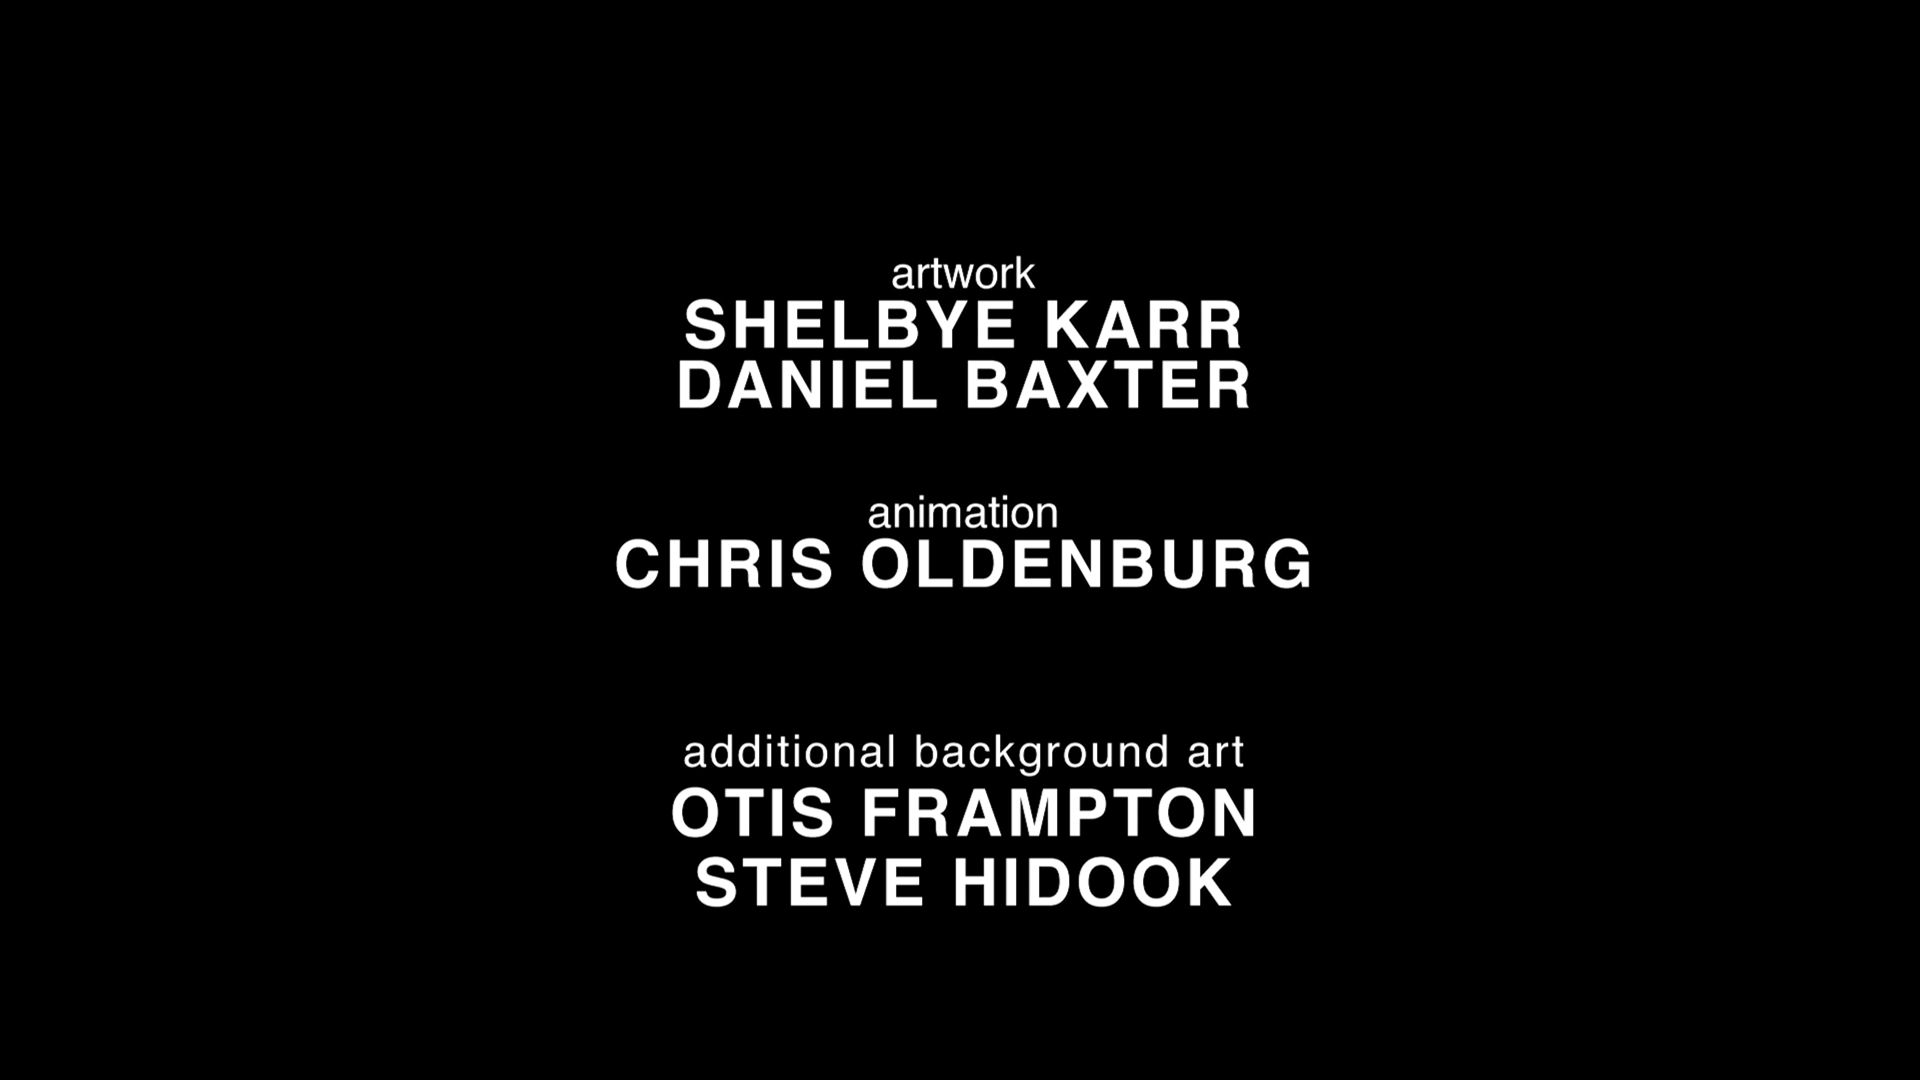 artwork
SHELBYE KARR
DANIEL BAXTER
animation
CHRIS OLDENBURG
additional background art
OTIS FRAMPTON
STEVE HIDOOK